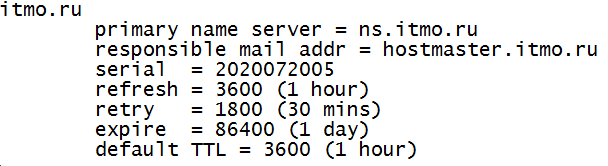 itmo.ru
primary name server = ns.itmo.ru
responsible mail addr = hostmaster.itmo.ru
serial = 2020072005
refresh = 3600 (1 hour)
retry = 1800 (30 mins)
expire = 86400 (1 day)
default TTL = 3600 (1 hour)